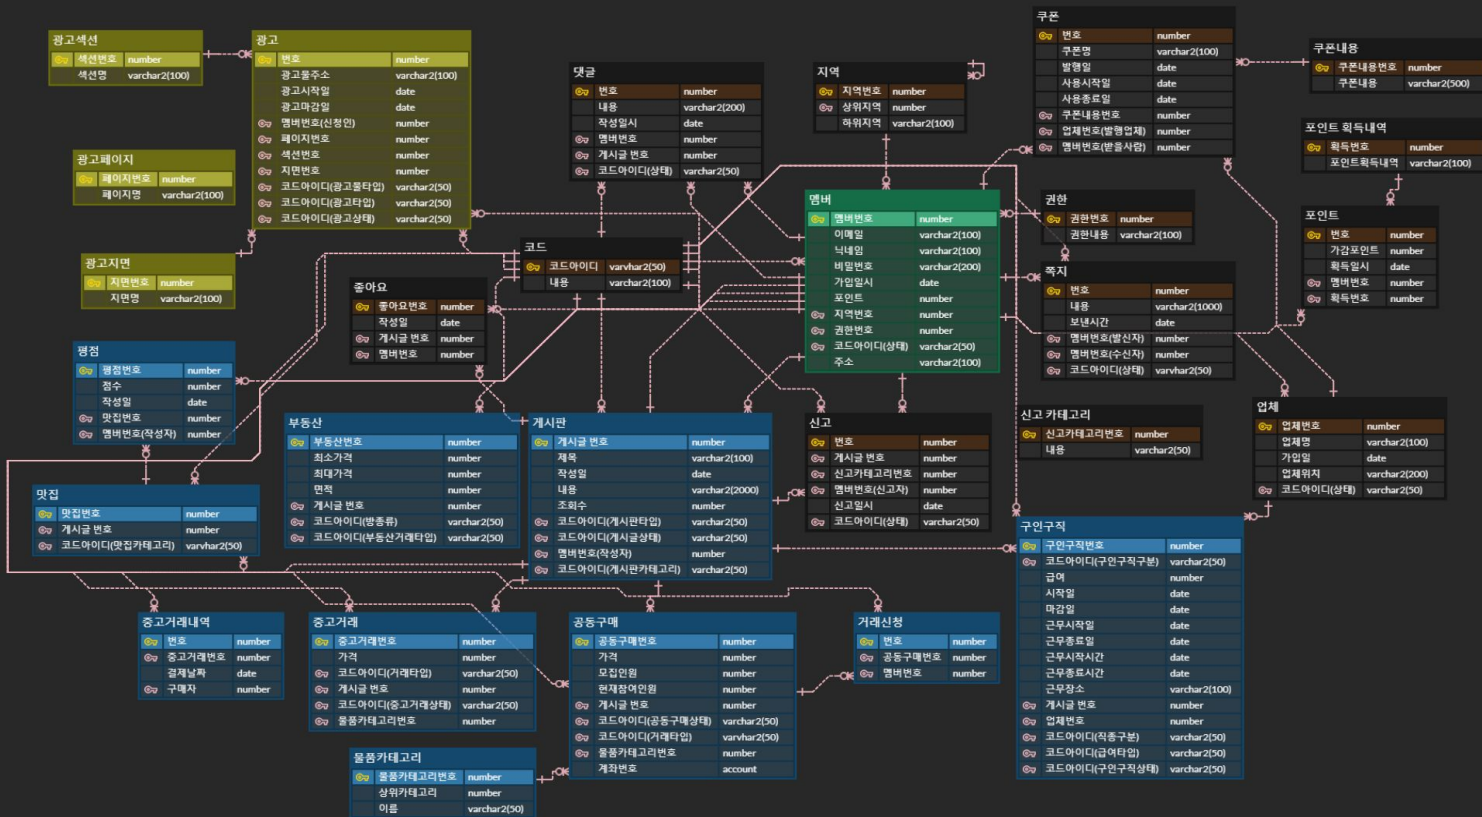 광고섹션
섹션번호 number
섹션명 varchar2(100)
광고
번호 number
광고물주소 varchar2(100)
광고시작일 date
광고마감일 date
멤버번호(신청인) number
페이지번호 number
섹션번호 number
지면번호 number
코드아이디(광고물타입) varchar2(50)
코드아이디(광고타입) varchar2(50)
코드아이디(광고상태) varchar2(50)
광고페이지
페이지번호 number
페이지명 varchar2(100)
광고지면
지면번호 number
지면명 varchar2(100)
댓글
번호 number
내용 varchar2(200)
작성일시 date
멤버번호 number
게시글 번호 number
코드아이디(상태) varchar2(50)
지역
지역번호 number
상위지역 number
하위지역 varchar2(100)
쿠폰
번호 number
쿠폰명 varchar2(100)
발행일 date
사용시작일 date
사용종료일 date
쿠폰내용번호 number
업체번호(발행업체) number
멤버번호(받을사람) number
쿠폰내용
쿠폰내용번호 number
쿠폰내용 varchar2(500)
포인트 획득내역
획득번호 number
포인트획득내역 varchar2(100)
포인트
번호 number
가감포인트 number
획득일시 date
멤버번호 number
획득번호 number
멤버
멤버번호 number
이메일 varchar2(100)
닉네임 varchar2(100)
비밀번호 varchar2(200)
가입일시 date
포인트 number
지역번호 number
권한번호 number
코드아이디(상태) varchar2(50)
주소 varchar2(100)
권한
권한번호 number
권한내용 varchar2(100)
쪽지
번호 number
내용 varchar2(1000)
보낸시간 date
멤버번호(발신자) number
멤버번호(수신자) number
코드아이디(상태) varvhar2(50)
코드
코드아이디 varvhar2(50)
내용 varchar2(100)
좋아요
좋아요번호 number
작성일 date
게시글 번호 number
멤버번호 number
평점
평점번호 number
점수 number
작성일 date
맛집번호 number
멤버번호(작성자) number
맛집
맛집번호 number
게시글 번호 number
코드아이디(맛집카테고리) varvhar2(50)
부동산
부동산번호 number
최소가격 number
최대가격 number
면적 number
게시글 번호 number
코드아이디(방종류) varvhar2(50)
코드아이디(부동산거래타입) varvhar2(50)
게시판
게시글 번호 number
제목 varchar2(100)
작성일 date
내용 varchar2(2000)
조회수 number
코드아이디(게시판타입) varvhar2(50)
코드아이디(게시글상태) varvhar2(50)
멤버번호(작성자) number
코드아이디(게시판카테고리) varvhar2(50)
신고
번호 number
게시글 번호 number
신고카테고리번호 number
멤버번호(신고자) number
신고일시 date
코드아이디(상태) varvhar2(50)
신고 카테고리
신고카테고리번호 number
내용 varchar2(50)
업체
업체번호 number
업체명 varchar2(100)
가입일 date
업체위지 varchar2(200)
코드아이디(상태) varchar2(50)
구인구직
구인구직번호 number
코드아이디(구인구직구분) varvhar2(50)
급여 number
시작일 date
마감일 date
근무시작일 date
근무종료일 date
근무시작시간 date
근무종료시간 date
근무장소 varchar2(100)
게시글 번호 number
업체번호 number
코드아이디(직종구분) varvhar2(50)
코드아이디(급여타입) varvhar2(50)
코드아이디(구인구직상태) varvhar2(50)
중고거래내역
번호 number
중고거래번호 number
결제날짜 date
구매자 number
중고거래
중고거래번호 number
가격 number
코드아이디(거래타입) varvhar2(50)
게시글 번호 number
코드아이디(중고거래상태) varvhar2(50)
물품카테고리번호 number
공동구매
공동구매번호 number
가격 number
모집인원 number
현재참여인원 number
게시글 번호 number
코드아이디(공동구매상태) varvhar2(50)
코드아이디(거래타입) varvhar2(50)
물품카테고리번호 number
계좌번호 account
거래신청
번호 number
공동구매번호 number
멤버번호 number
물품카테고리
물품카테고리번호 number
상위카테고리 number
이름 varchar2(50)